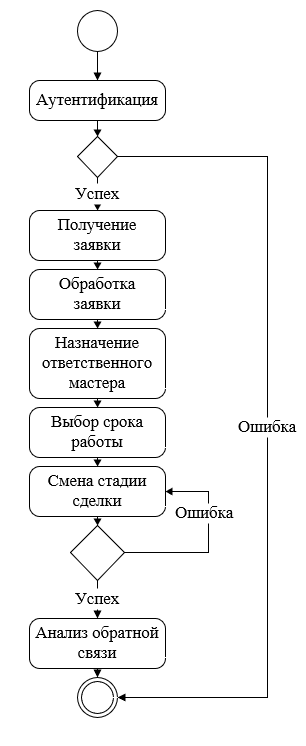 Аутентификация
Успех
Получение
заявки
Обработка
заявки
Назначение
ответственного
мастера
Выбор срока
работы
Ошибка
Смена стадии
сделки
Ошибка
Успех
Анализ обратной
связи